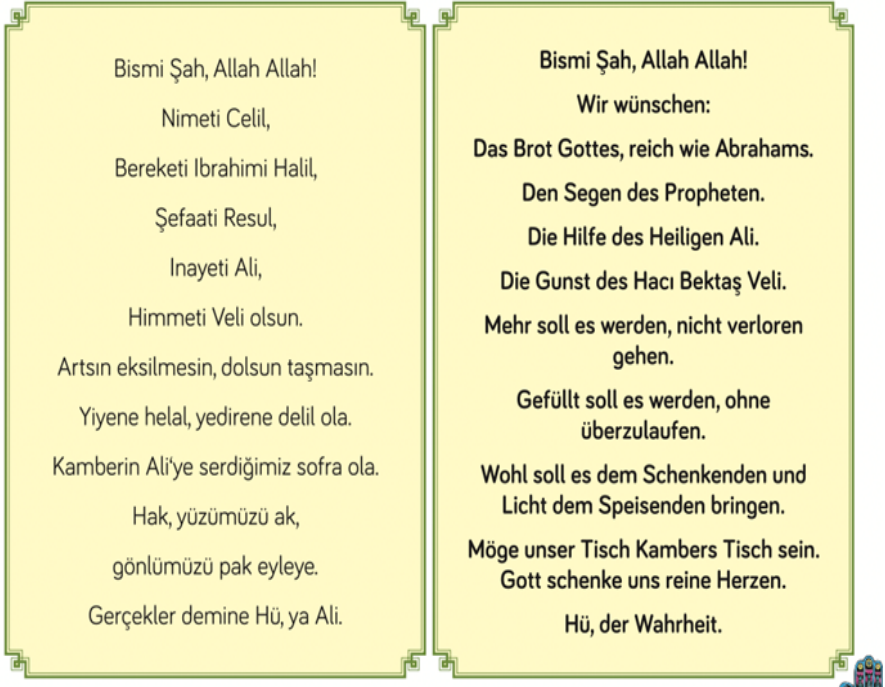 Bismi Şah, Allah Allah!
Nimeti Celil,
Bereketi Ibrahimi Halil,
Şefaati Resul,
Inayeti Ali,
Himmeti Veli olsun.
Artsın eksilmesin, dolsun taşmasın.
Yiyene helal, yedirene delil ola.
Kamberin Ali‘ye serdiğimiz sofra ola.
Hak, yüzümüzü ak,
gönlümüzü pak eyleye.
Gerçekler demine Hü, ya Ali.
Bismi Şah, Allah Allah!
Wir wünschen:
Das Brot Gottes, reich wie Abrahams.
Den Segen des Propheten.
Die Hilfe des Heiligen Ali.
Die Gunst des Hacı Bektaş Veli.
Mehr soll es werden, nicht verloren
gehen.
Gefüllt soll es werden, ohne
überzulaufen.
Wohl soll es dem Schenkenden und
Licht dem Speisenden bringen.
Möge unser Tisch Kambers Tisch sein.
Gott schenke uns reine Herzen.
Hü, der Wahrheit.